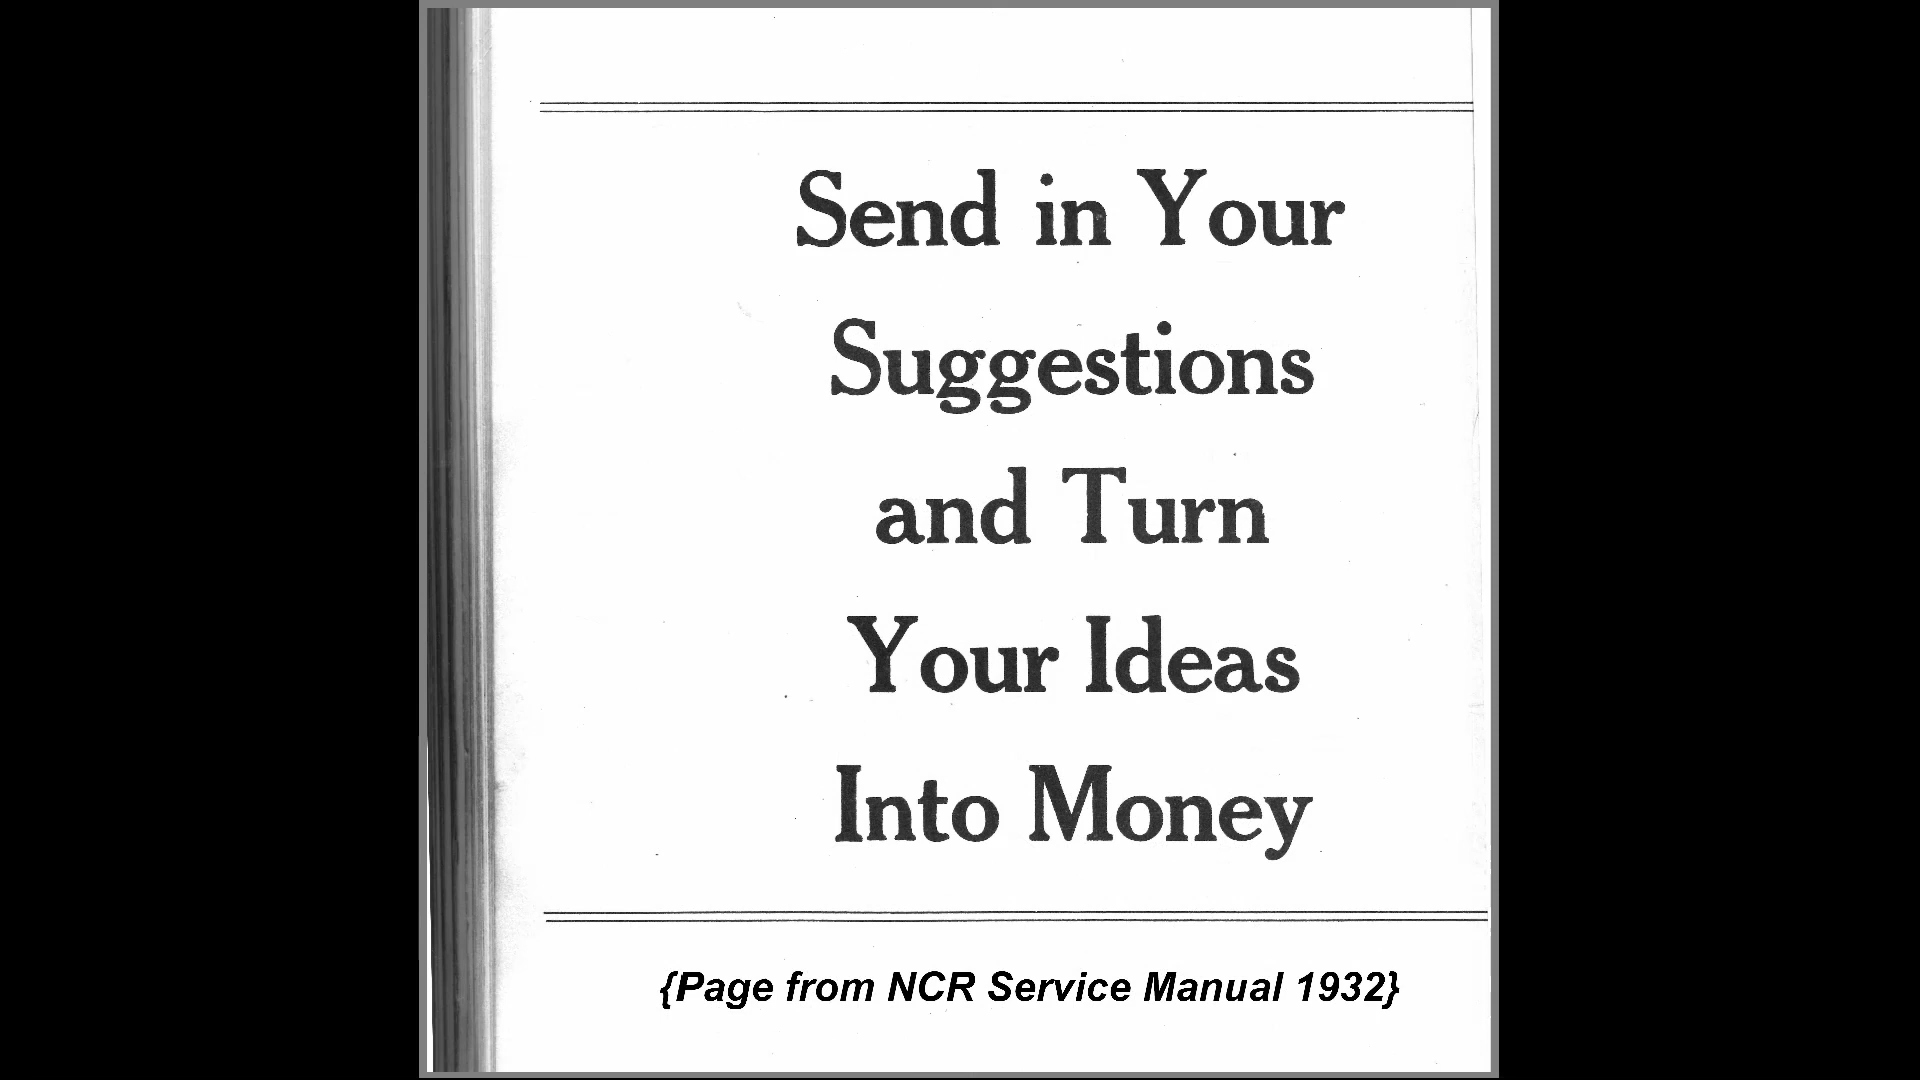 Send in Your
Suggestions
and Turn
Your Ideas
Into Money
{Page from NCR Service Manual 1932}